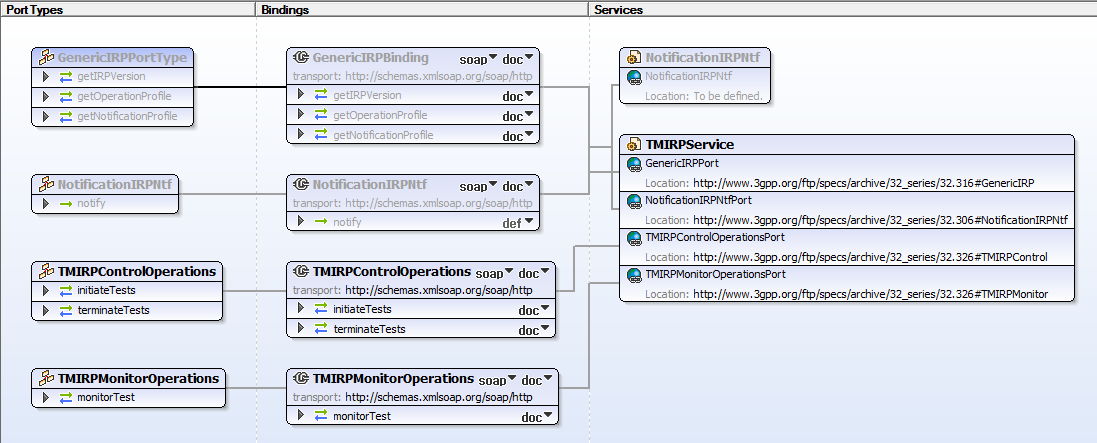 Port Types
Bindings
Services
GenericIRPPortType
getIRPVersion
getOperationProfile
getNotificationProfile
GenericIRPBinding soap doc
transport: http://schemas.xmlsoap.org/soap/http
getIRPVersion doc
getOperationProfile doc
getNotificationProfile doc
NotificationIRPNtf
NotificationIRPNtf
Location: To be defined.
TMIRPService
GenericIRPPort
Location: http://www.3gpp.org/ftp/specs/archive/32_series/32.316#GenericIRP
NotificationIRPNtfPort
Location: http://www.3gpp.org/ftp/specs/archive/32_series/32.306#NotificationIRPNtf
TMIRPControlOperationsPort
Location: http://www.3gpp.org/ftp/specs/archive/32_series/32.326#TMIRPControl
TMIRPMonitorOperationsPort
Location: http://www.3gpp.org/ftp/specs/archive/32_series/32.326#TMIRPMonitor
NotificationIRPNtf
notify
NotificationIRPNtf soap doc
transport: http://schemas.xmlsoap.org/soap/http
notify def
TMIRPControlOperations
initiateTests
terminateTests
TMIRPControlOperations soap doc
transport: http://schemas.xmlsoap.org/soap/http
initiateTests doc
terminateTests doc
TMIRPMonitorOperations
monitorTest
TMIRPMonitorOperations soap doc
transport: http://schemas.xmlsoap.org/soap/http
monitorTest doc